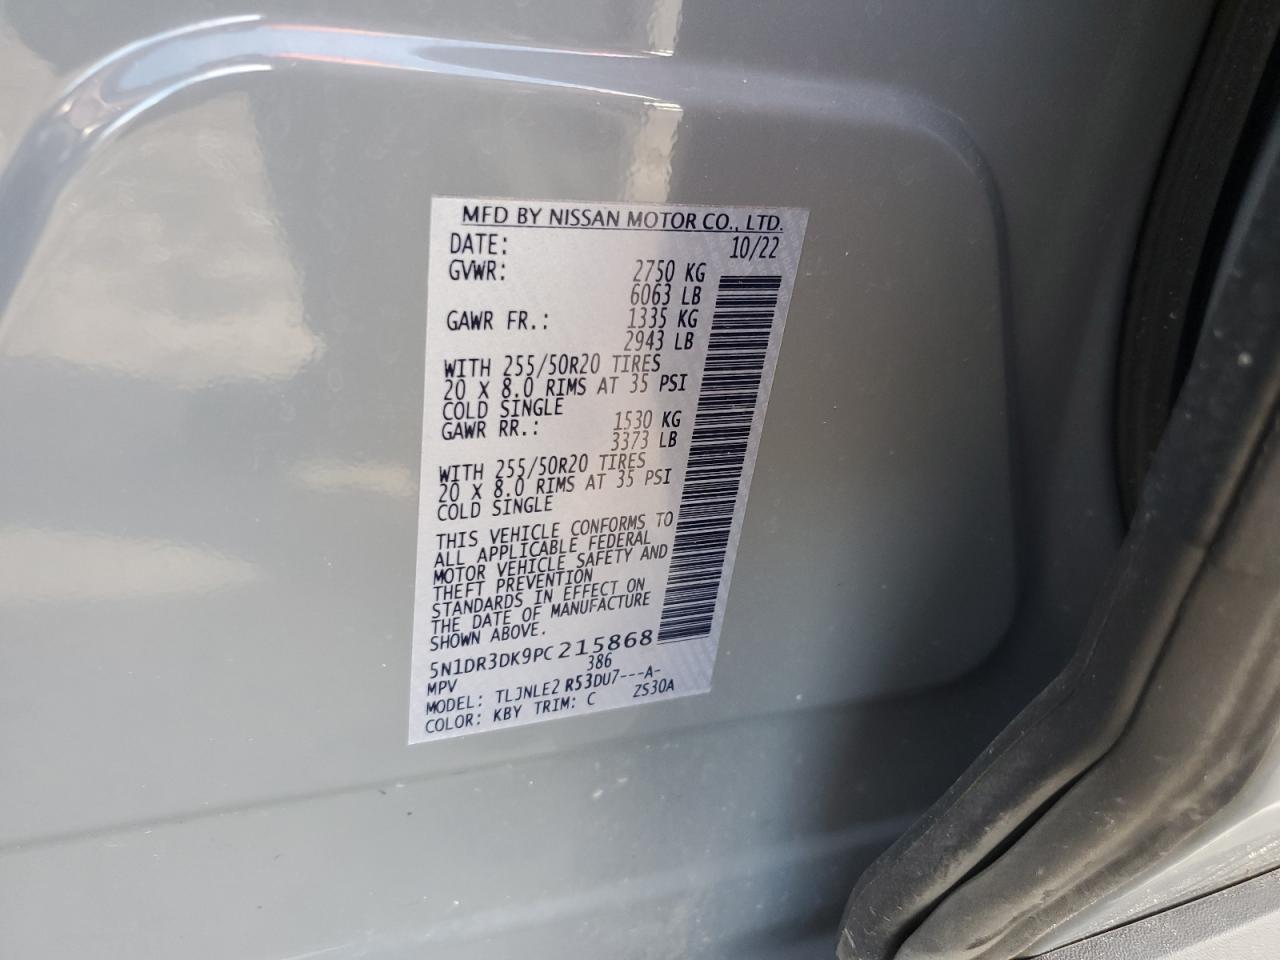 MFD BY NISSAN MOTOR CO., LTD.
DATE: 10/22
GVWR: 2750 KG
6063 LB
GAWR FR.: 1335 KG
2943 LB
WITH 255/50R20 TIRES
20 X 8.0 RIMS AT 35 PSI
COLD SINGLE
GAWR RR.: 1530 KG
3373 LB
WITH 255/50R20 TIRES
20 X 8.0 RIMS AT 35 PSI
COLD SINGLE
THIS VEHICLE CONFORMS TO
ALL APPLICABLE FEDERAL
MOTOR VEHICLE SAFETY AND
THEFT PREVENTION
STANDARDS IN EFFECT ON
THE DATE OF MANUFACTURE
SHOWN ABOVE.
5N1DR3DK9PC215868
MPV 386
MODEL: TLJNLE2 R53DU7---A-
COLOR: KBY TRIM: C ZS30A